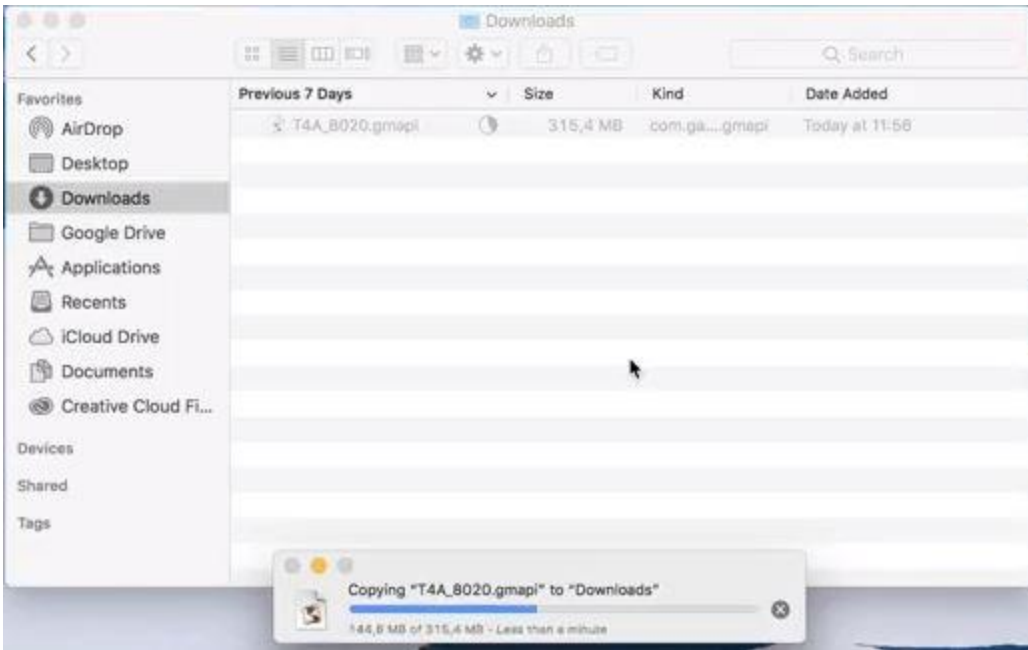 Downloads
Search
Favorites
AirDrop
Desktop
Downloads
Google Drive
Applications
Recents
iCloud Drive
Documents
Creative Cloud Fi...
Devices
Shared
Tags
Previous 7 Days Size Kind Date Added
T4A_8020.gmapi 315,4 MB com.ga....gmapi Today at 11:56
Copying "T4A_8020.gmapi" to "Downloads"
144,8 MB of 315,4 MB - Less than a minute